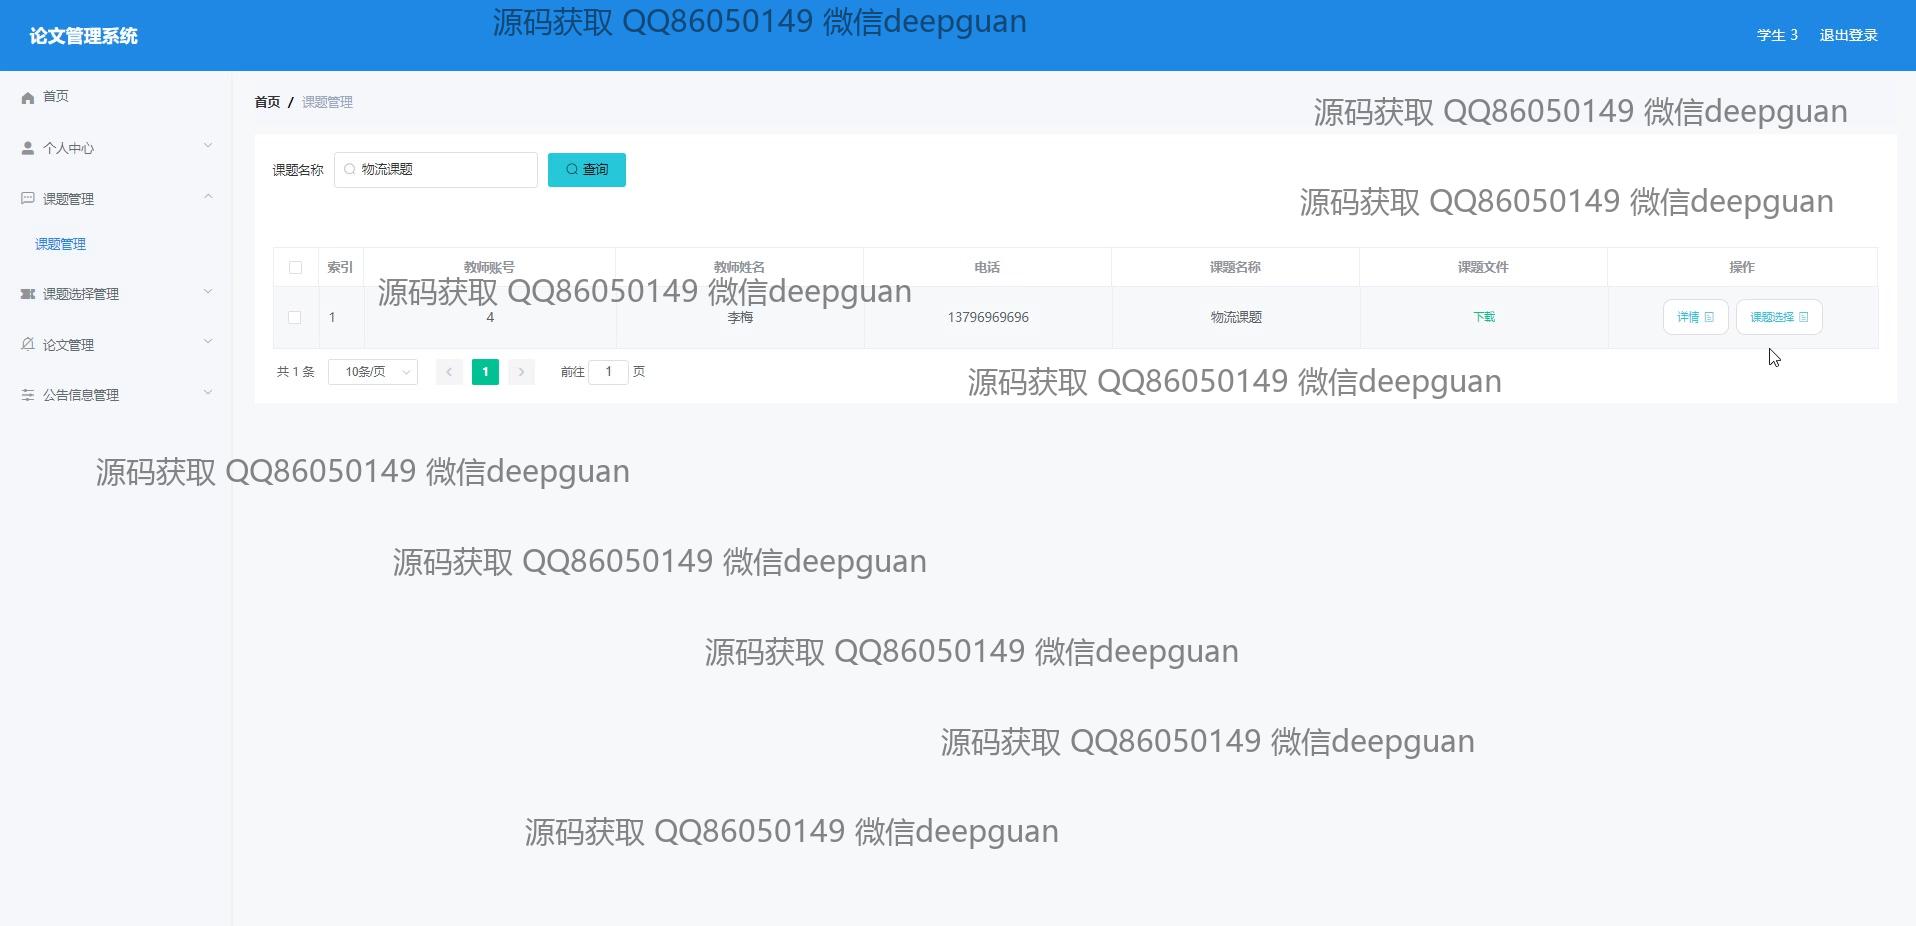 论文管理系统
源码获取 QQ86050149 微信deepguan
学生 3
退出登录
首页
个人中心
课题管理
课题管理
课题选择管理
论文管理
公告信息管理
首页 / 课题管理
源码获取 QQ86050149 微信deepguan
课题名称 物流课题 查询
源码获取 QQ86050149 微信deepguan
索引 教师账号 教师姓名 电话 课题名称 课题文件 操作
源码获取 QQ86050149 微信deepguan
1 4 李梅 13796969696 物流课题 下载 详情 课题选择
共 1 条 10条/页 1 前往 1 页
源码获取 QQ86050149 微信deepguan
源码获取 QQ86050149 微信deepguan
源码获取 QQ86050149 微信deepguan
源码获取 QQ86050149 微信deepguan
源码获取 QQ86050149 微信deepguan
源码获取 QQ86050149 微信deepguan